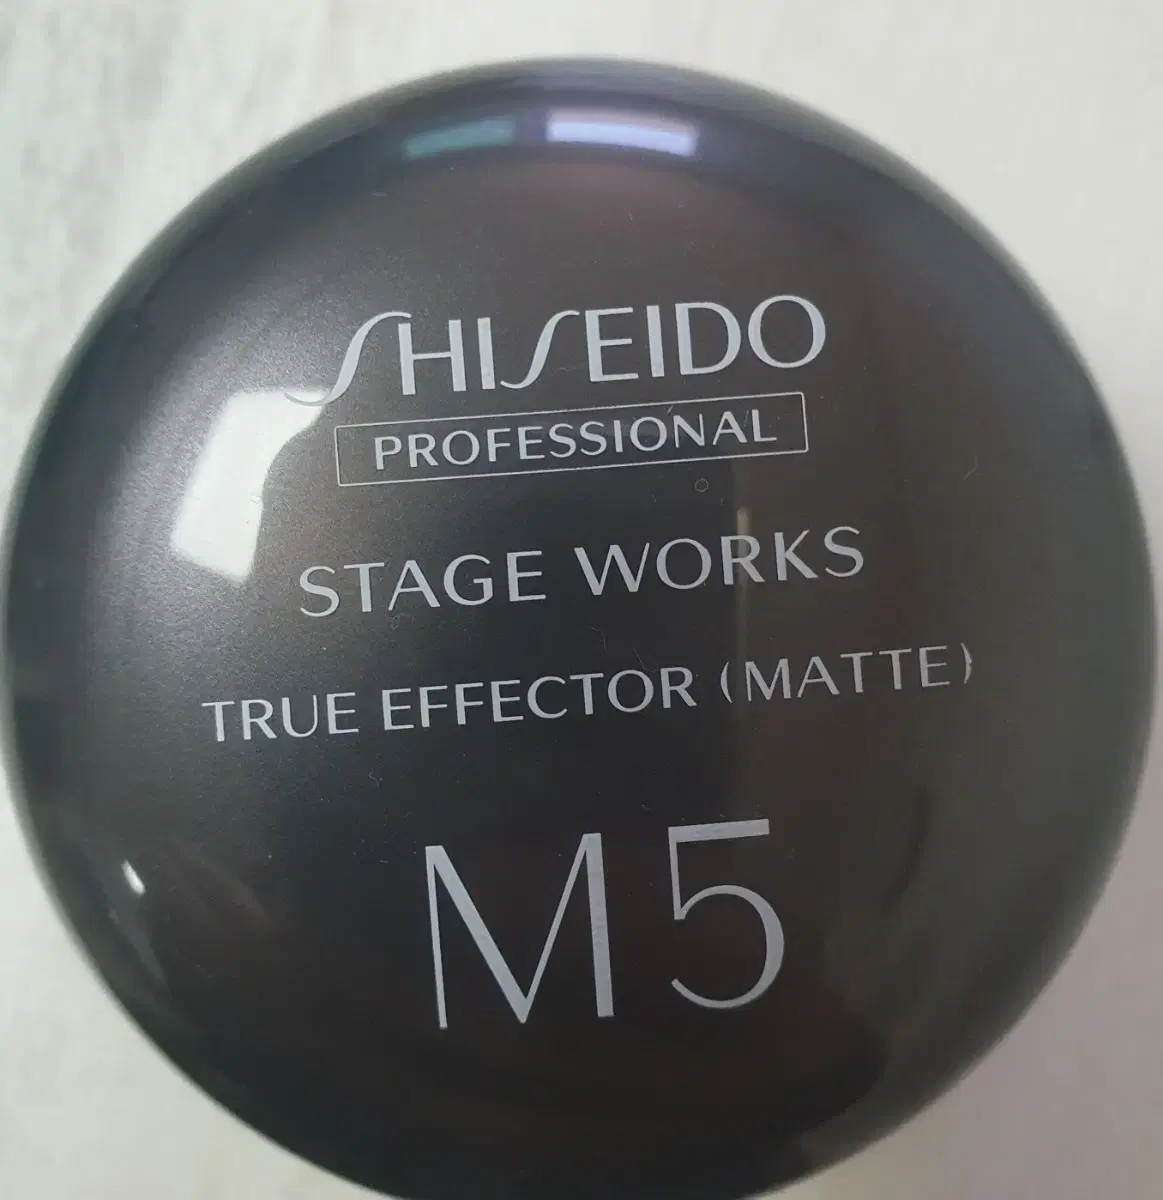 SHISEIDO
PROFESSIONAL
STAGE WORKS
TRUE EFFECTOR (MATTE)
M5